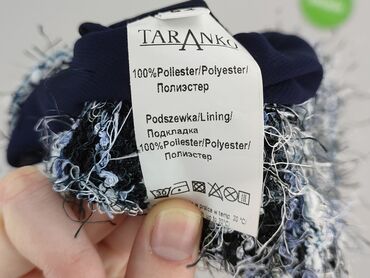 TARANKO
100%Poliester/Polyester/
Полиэстер
Podszewka/Lining/
Подкладка
100%Poliester/Polyester/
Полиэстер